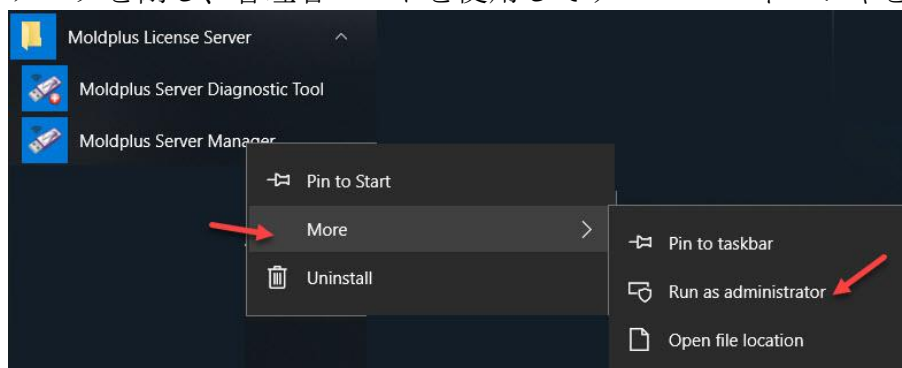 Moldplus License Server
Moldplus Server Diagnostic Tool
Moldplus Server Manager
Pin to Start
More
Uninstall
Pin to taskbar
Run as administrator
Open file location